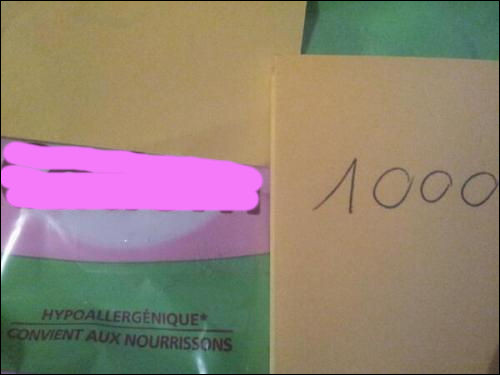 1000
HYPOALLERGÉNIQUE*
CONVIENT AUX NOURRISSONS